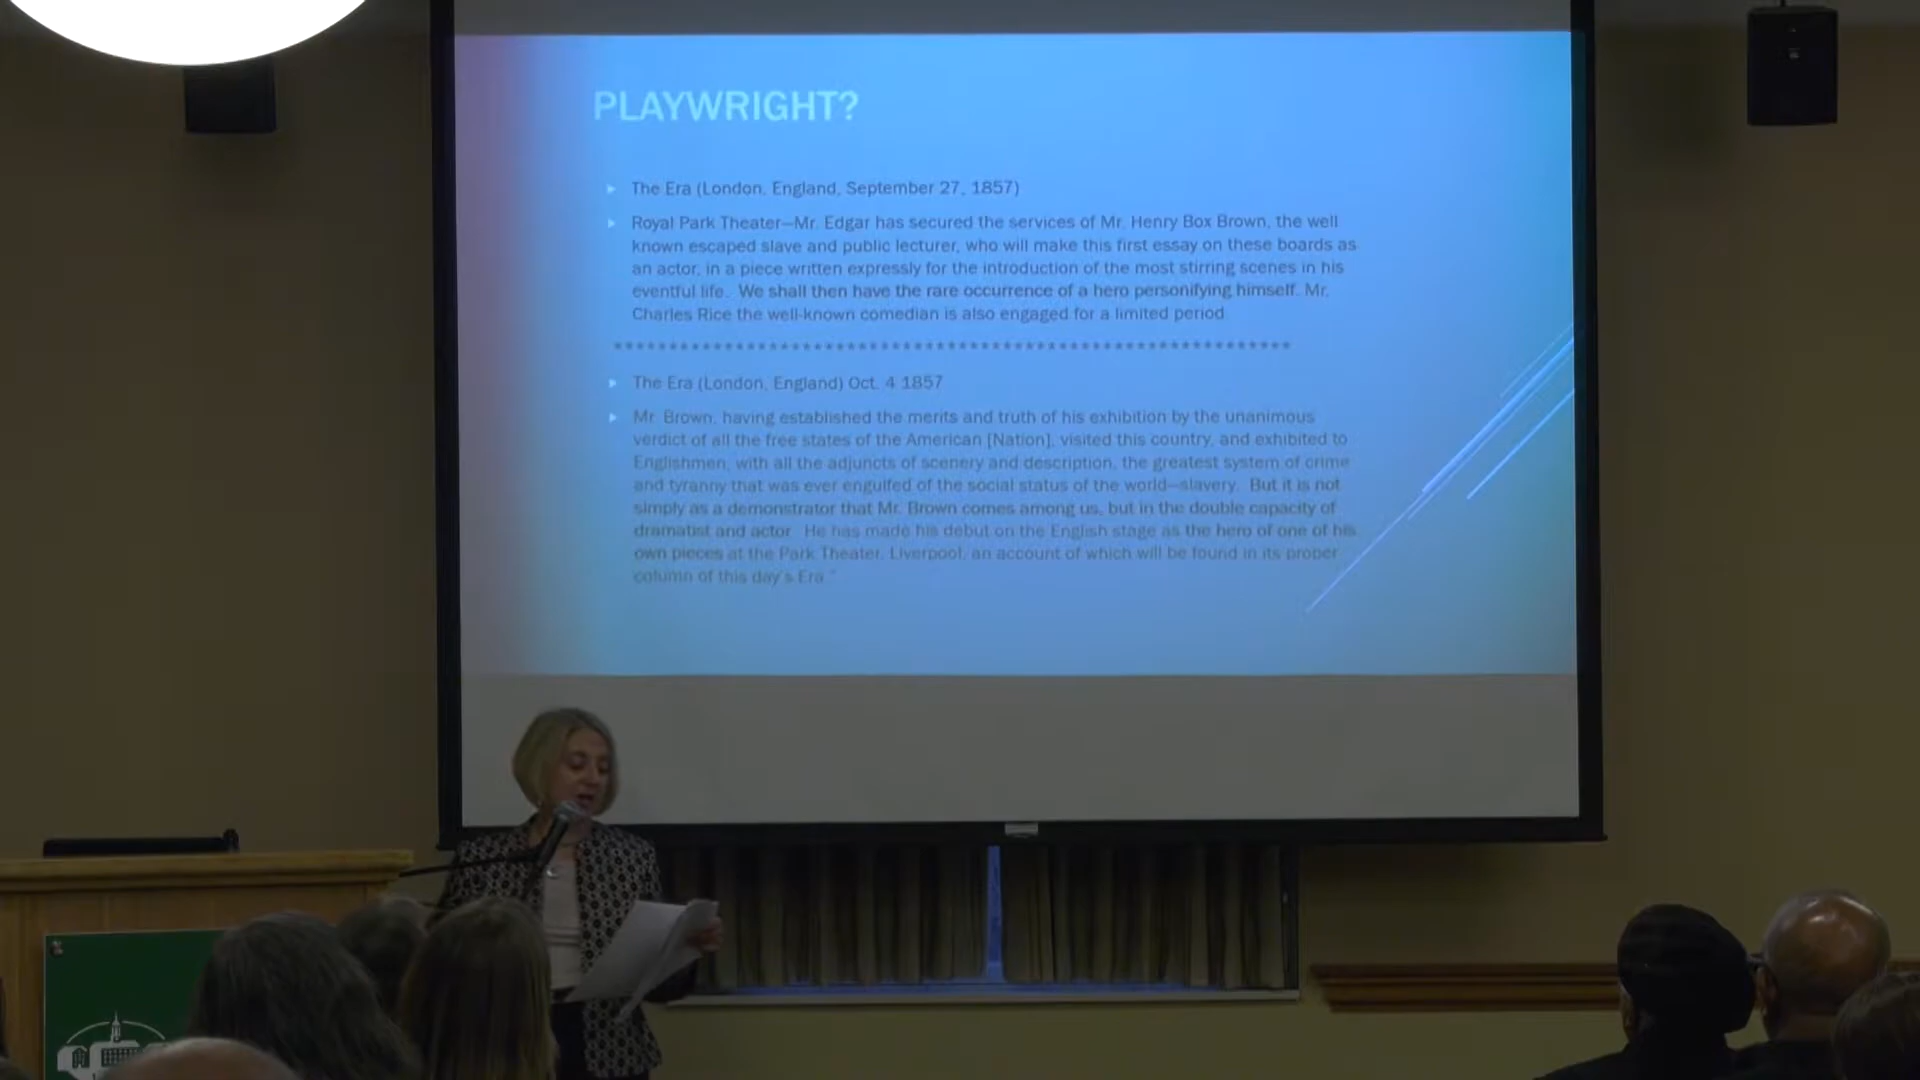 PLAYWRIGHT?
The Era (London, England, September 27, 1857)
Royal Park Theater—Mr. Edgar has secured the services of Mr. Henry Box Brown, the well
known escaped slave and public lecturer, who will make this first essay on these boards as
an actor, in a piece written expressly for the introduction of the most stirring scenes in his
eventful life. We shall then have the rare occurrence of a hero personifying himself. Mr.
Charles Rice the well-known comedian is also engaged for a limited period.
The Era (London, England) Oct. 4 1857
Mr. Brown, having established the merits and truth of his exhibition by the unanimous
verdict of all the free states of the American [Nation], visited this country, and exhibited to
Englishmen, with all the adjuncts of scenery and description, the greatest system of crime
and tyranny that was ever engulfed of the social status of the world—slavery. But it is not
simply as a demonstrator that Mr. Brown comes among us, but in the double capacity of
dramatist and actor. He has made his debut on the English stage as the hero of one of his
own pieces at the Park Theater, Liverpool, an account of which will be found in its proper
column of this day's Era."